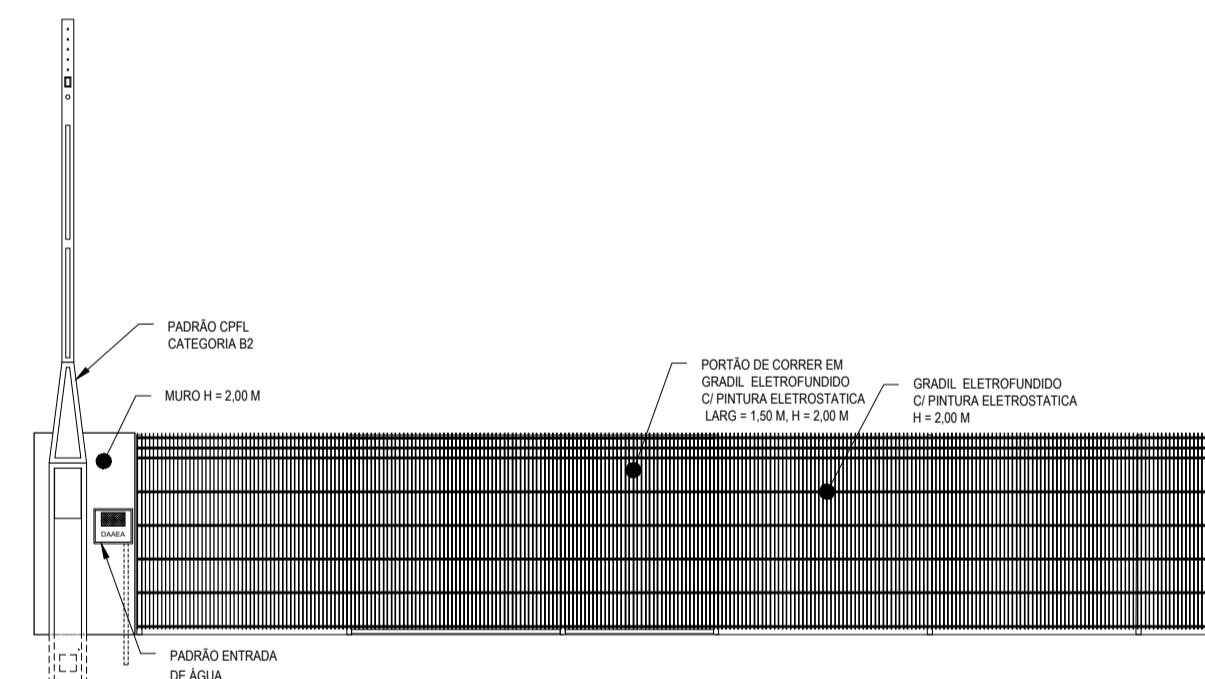 PADRÃO CPFL
CATEGORIA B2
MURO H = 2,00 M
PORTÃO DE CORRER EM
GRADIL ELETROFUNDIDO
C/ PINTURA ELETROSTATICA
LARG = 1,50 M, H = 2,00 M
GRADIL ELETROFUNDIDO
C/ PINTURA ELETROSTATICA
H = 2,00 M
DAAEA
PADRÃO ENTRADA
DE ÁGUA